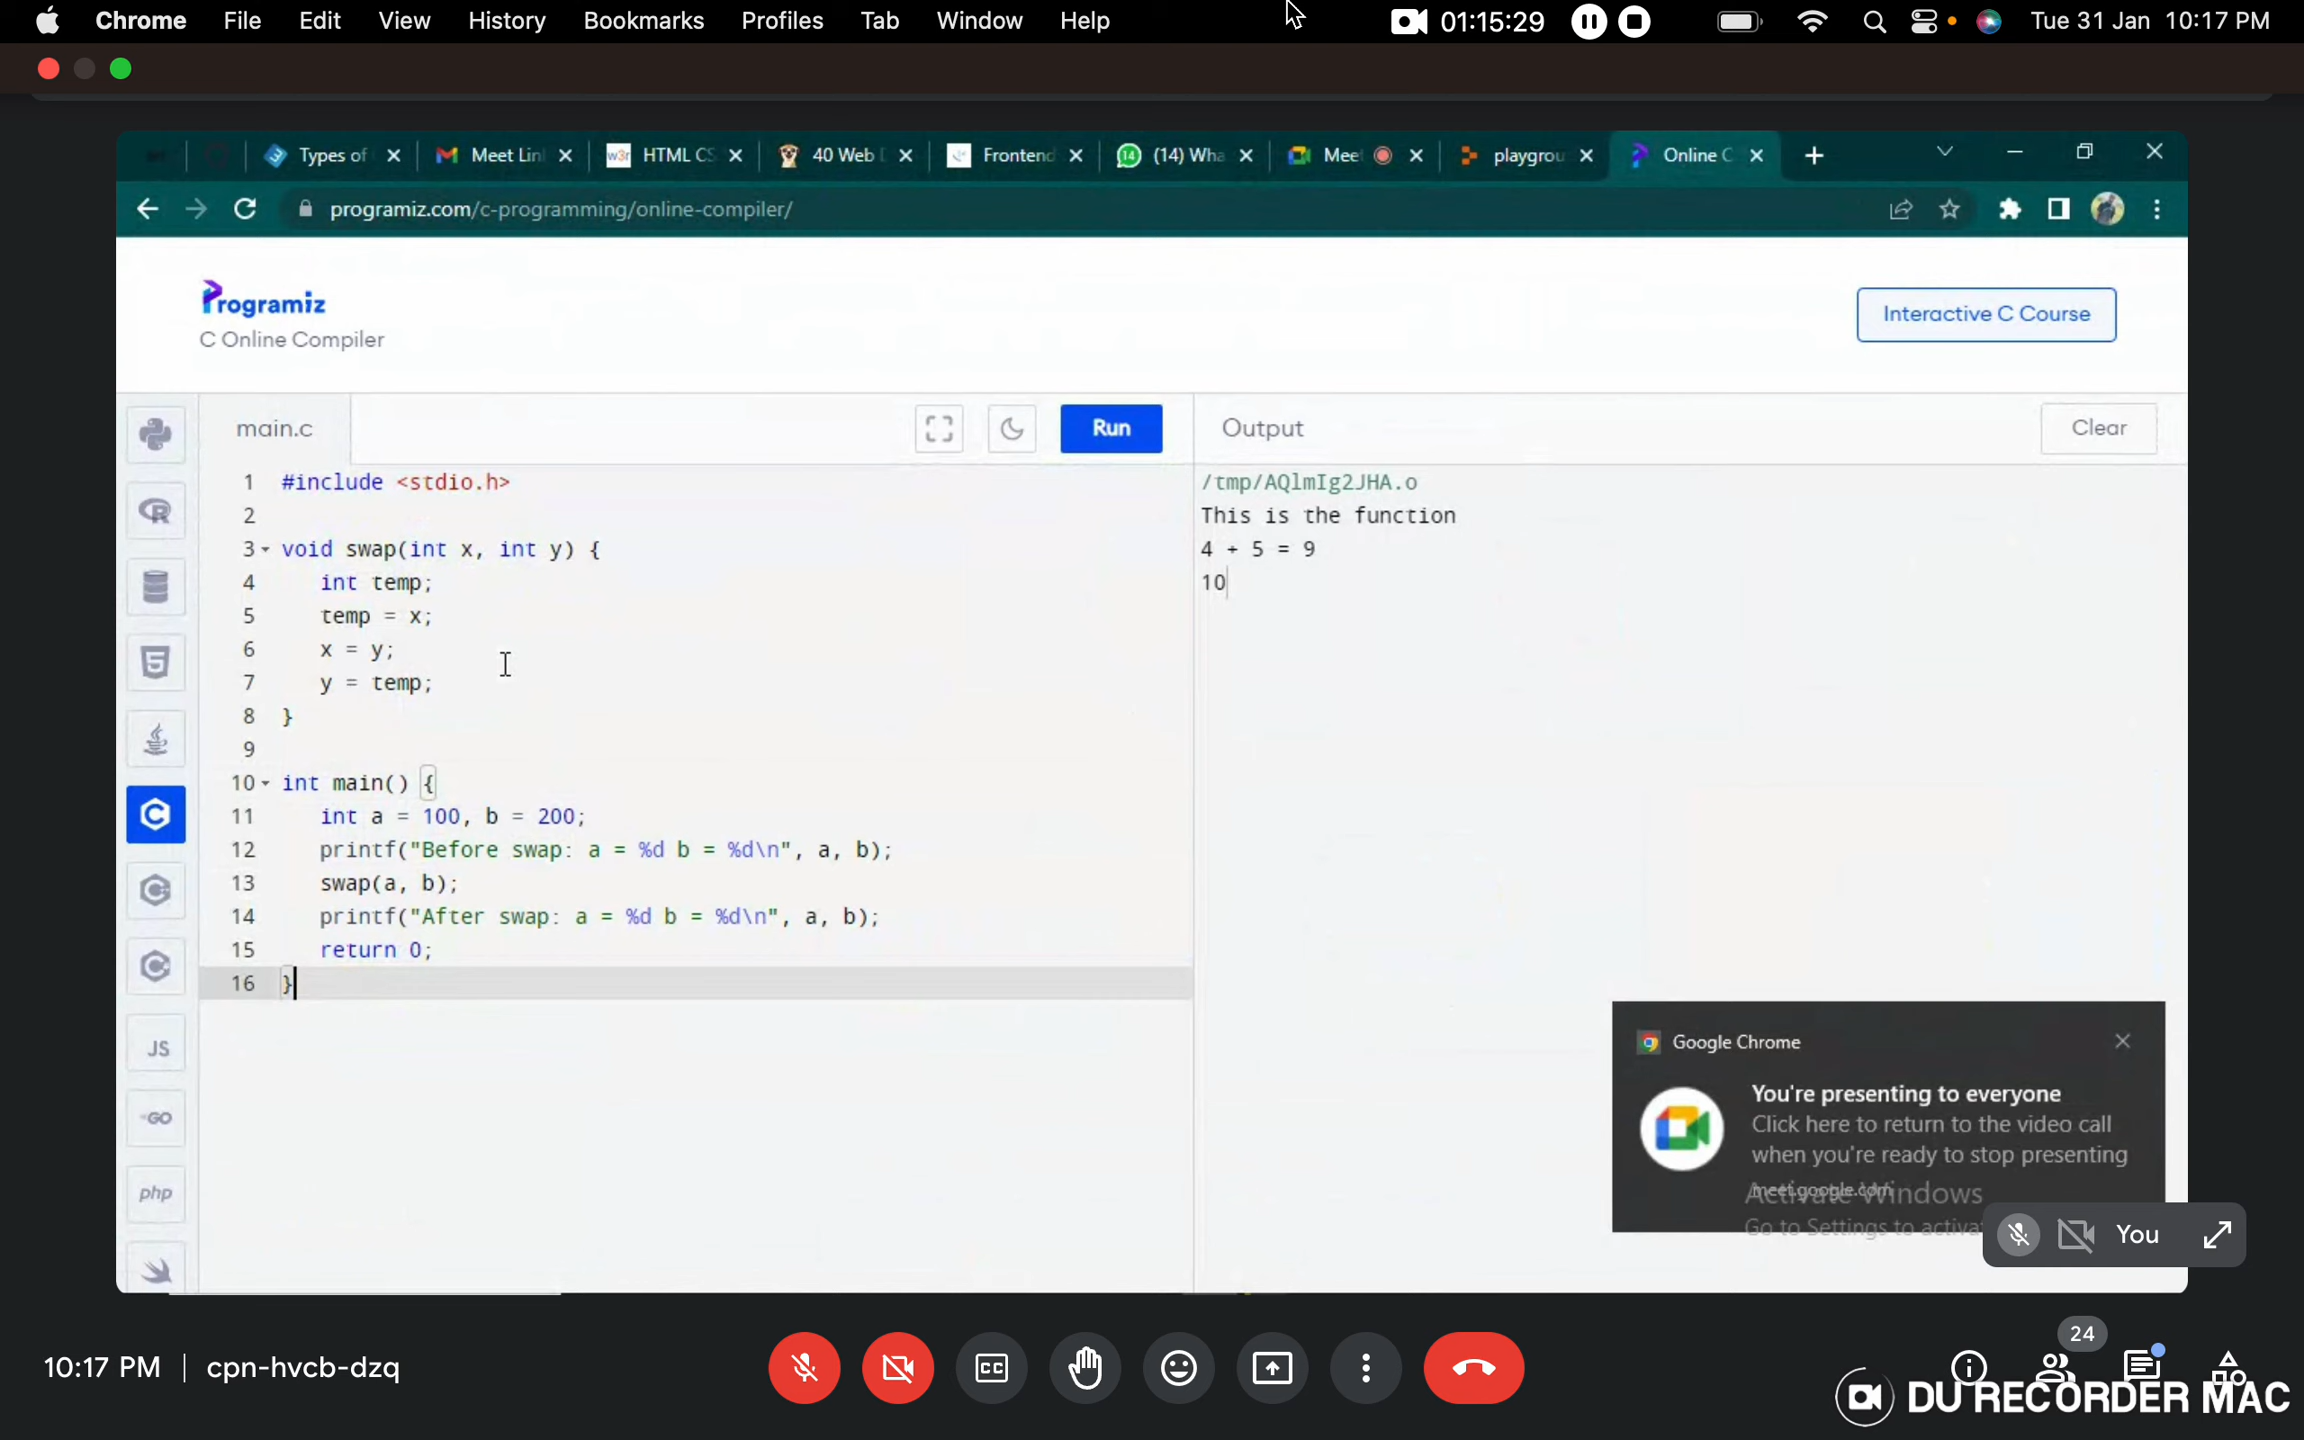 Chrome File Edit View History Bookmarks Profiles Tab Window Help 01:15:29 Tue 31 Jan 10:17 PM
Types of Meet Lin HTML CS 40 Web Frontend (14) Wha Mee playgrou Online C
programiz.com/c-programming/online-compiler/
Programiz
C Online Compiler
Interactive C Course
main.c Run Output Clear
1 #include <stdio.h>
2
3 void swap(int x, int y) {
4 int temp;
5 temp = x;
6 x = y;
7 y = temp;
8 }
9
10 int main() {
11 int a = 100, b = 200;
12 printf("Before swap: a = %d b = %d\n", a, b);
13 swap(a, b);
14 printf("After swap: a = %d b = %d\n", a, b);
15 return 0;
16 }
/tmp/AQlmIg2JHA.o
This is the function
4 + 5 = 9
10
JS
GO
php
Google Chrome
You're presenting to everyone
Click here to return to the video call
when you're ready to stop presenting
meet.google.com
Activate Windows
Go to Settings to activa
You
10:17 PM cpn-hvcb-dzq
24
DU RECORDER MAC